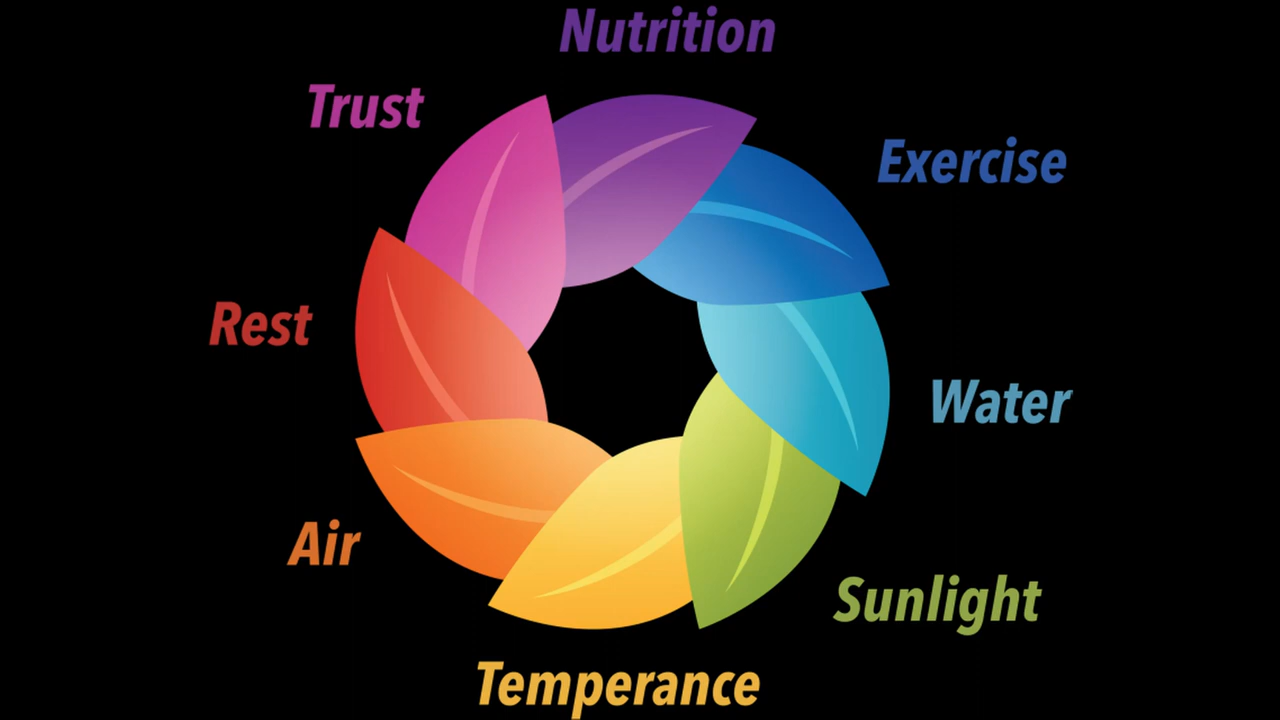 Nutrition
Trust
Exercise
Rest
Water
Air
Sunlight
Temperance